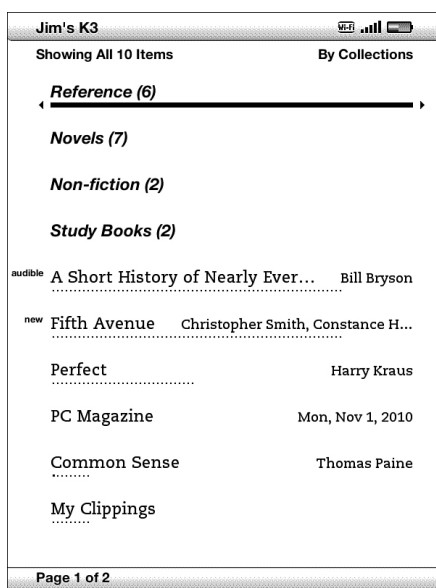 Jim's K3 Wi-Fi
Showing All 10 Items By Collections
Reference (6)
Novels (7)
Non-fiction (2)
Study Books (2)
audible A Short History of Nearly Ever... Bill Bryson
new Fifth Avenue Christopher Smith, Constance H...
Perfect Harry Kraus
PC Magazine Mon, Nov 1, 2010
Common Sense Thomas Paine
My Clippings
Page 1 of 2